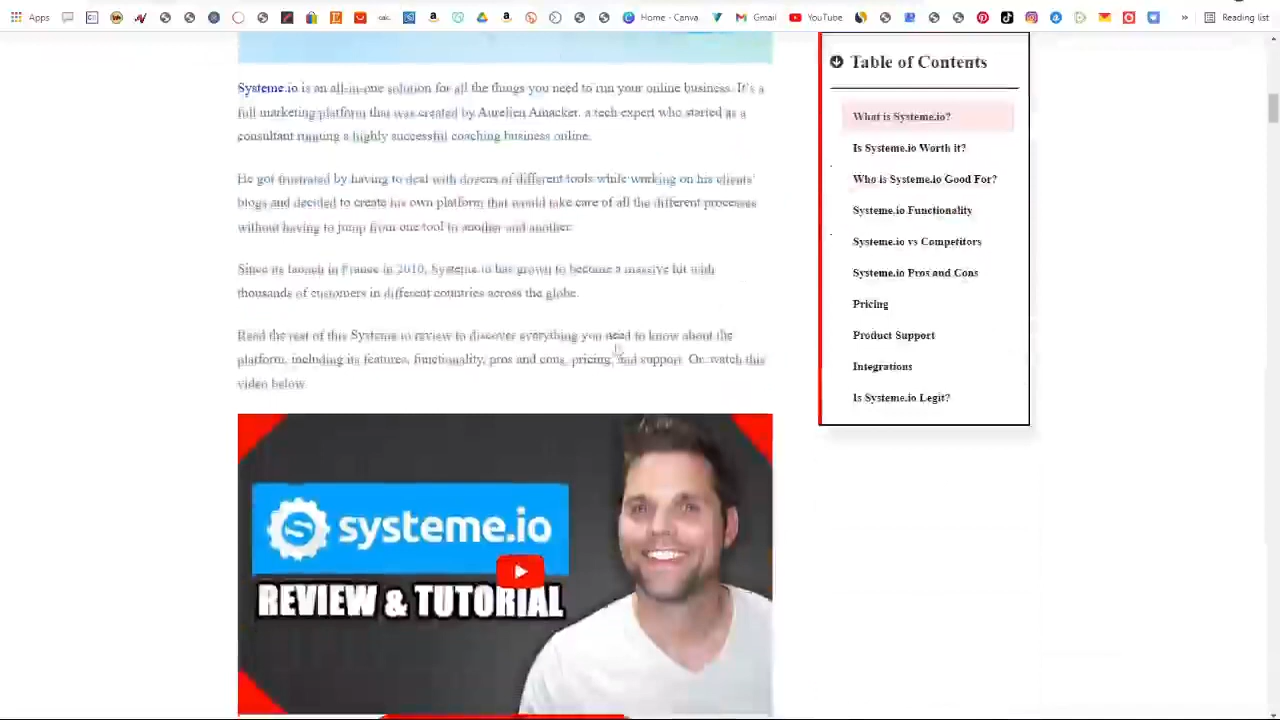 Apps
calc.
Home - Canva
Gmail
YouTube
Reading list
Systeme.io is an all-in-one solution for all the things you need to run your online business. It's a
full marketing platform that was created by Aurelien Amacker, a tech expert who started as a
consultant running a highly successful coaching business online.
He got frustrated by having to deal with dozens of different tools while working on his clients'
blogs and decided to create his own platform that would take care of all the different processes
without having to jump from one tool to another and another.
Since its launch in France in 2010, Systeme.io has grown to become a massive hit with
thousands of customers in different countries across the globe.
Read the rest of this Systeme.io review to discover everything you need to know about the
platform, including its features, functionality, pros and cons, pricing, and support. Or..watch this
video below.
systeme.io
REVIEW & TUTORIAL
Table of Contents
What is Systeme.io?
Is Systeme.io Worth it?
Who is Systeme.io Good For?
Systeme.io Functionality
Systeme.io vs Competitors
Systeme.io Pros and Cons
Pricing
Product Support
Integrations
Is Systeme.io Legit?